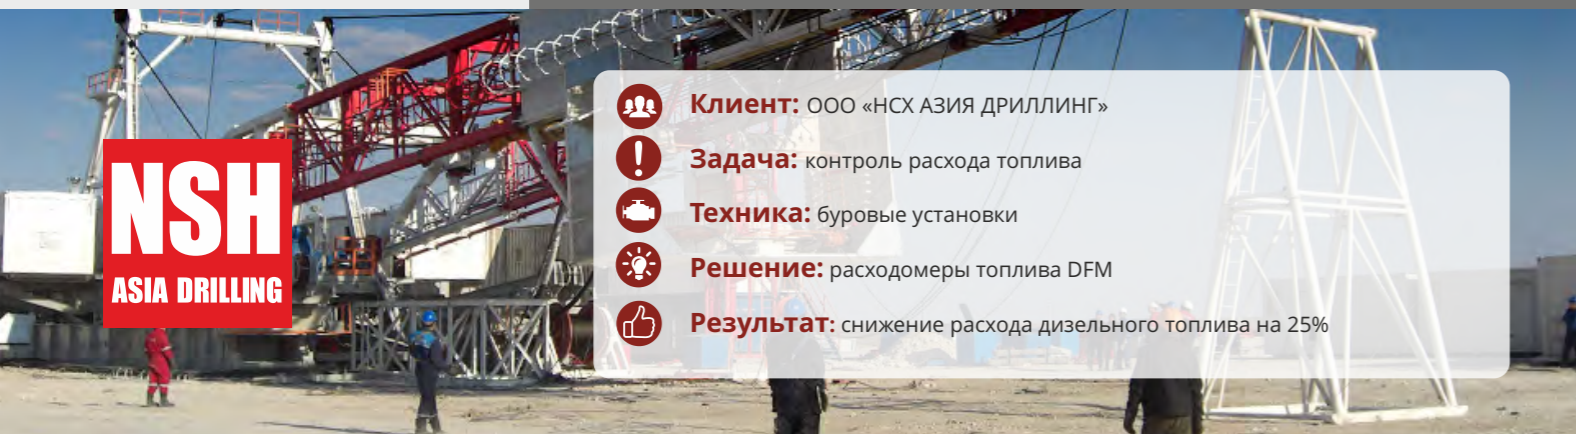 NSH
ASIA DRILLING
Клиент: ООО «НСХ АЗИЯ ДРИЛЛИНГ»
Задача: контроль расхода топлива
Техника: буровые установки
Решение: расходомеры топлива DFM
Результат: снижение расхода дизельного топлива на 25%